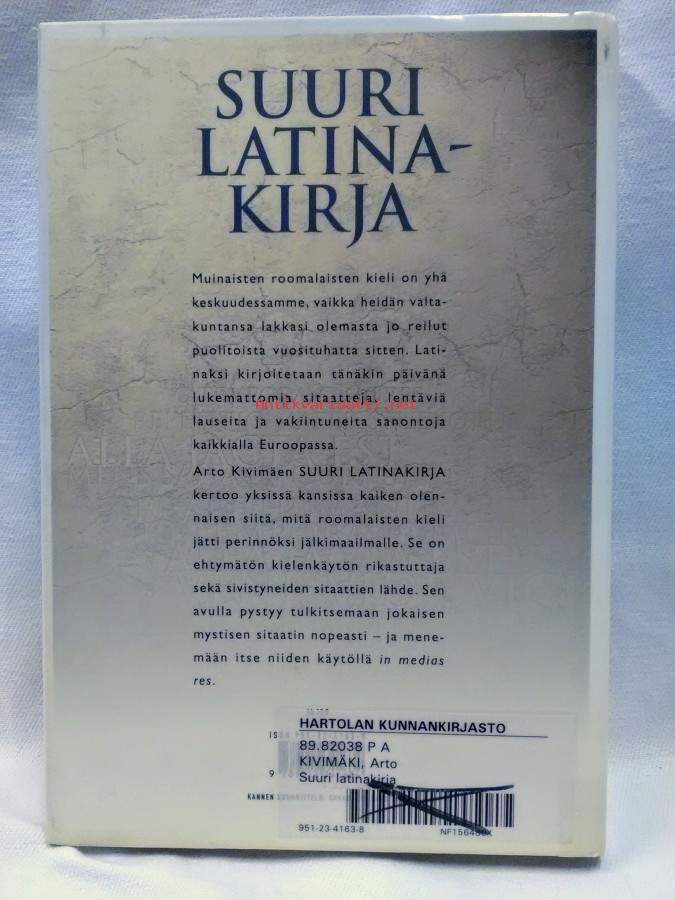 SUURI
LATINA-
KIRJA
Muinaisten roomalaisten kieli on yhä
keskuudessamme, vaikka heidän valta-
kuntansa lakkasi olemasta jo reilut
puolitoista vuosituhatta sitten. Lati-
naksi kirjoitetaan tänäkin päivänä
lukemattomia sitaatteja, lentäviä
Antikvariaatti.net
lauseita ja vakiintuneita sanontoja
kaikkialla Euroopassa.
Arto Kivimäen SUURI LATINAKIRJA
kertoo yksissä kansissa kaiken olen-
naisen siitä, mitä roomalaisten kieli
jätti perinnöksi jälkimaailmalle. Se on
ehtymätön kielenkäytön rikastuttaja
sekä sivistyneiden sitaattien lähde. Sen
avulla pystyy tulkitsemaan jokaisen
mystisen sitaatin nopeasti – ja mene-
mään itse niiden käytöllä in medias
res.
HARTOLAN KUNNANKIRJASTO
89.82038 P A
KIVIMÄKI, Arto
Suuri latinakirja
9
KANNEN
951-23-4163-8